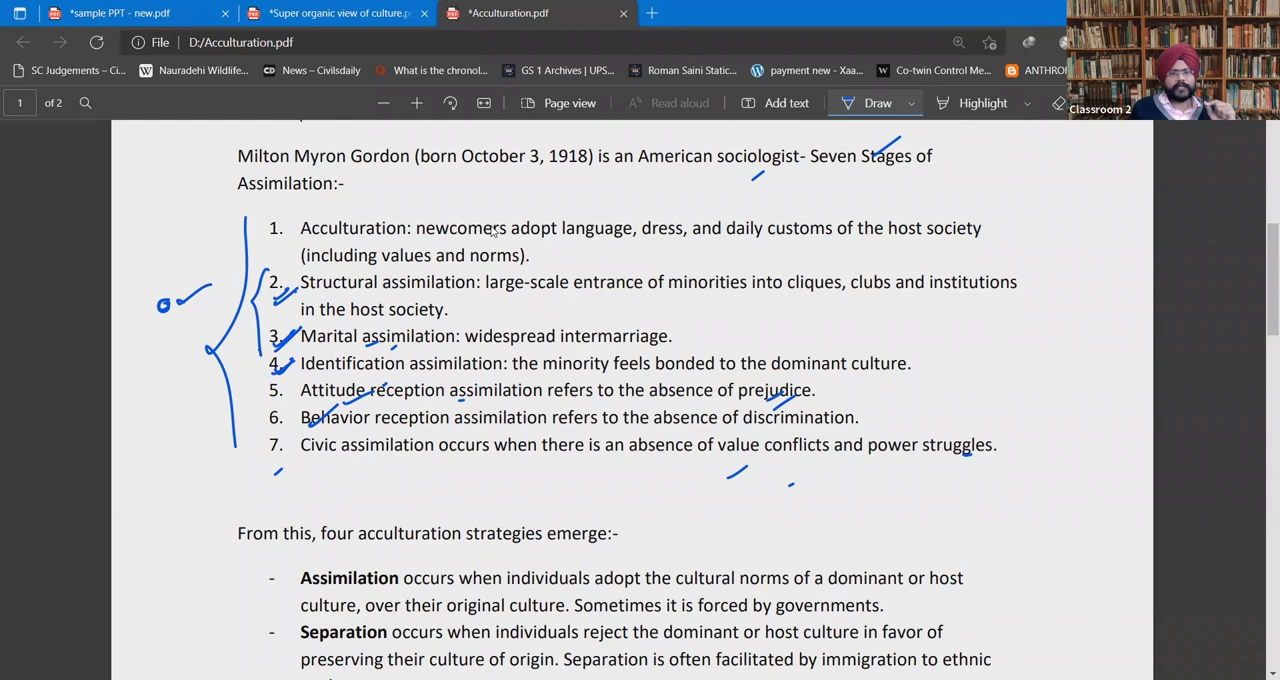 *sample PPT - new.pdf
*Super organic view of culture.p
*Acculturation.pdf
File D:/Acculturation.pdf
SC Judgements – Ci...
Nauradehi Wildlife...
News – Civilsdaily
What is the chronol...
GS 1 Archives | UPS...
Roman Saini Static...
payment new - Xaa...
Co-twin Control Me...
ANTHRO
1 of 2
Page view
Read aloud
Add text
Draw
Highlight
Classroom 2
Milton Myron Gordon (born October 3, 1918) is an American sociologist- Seven Stages of
Assimilation:-
1. Acculturation: newcomers adopt language, dress, and daily customs of the host society
(including values and norms).
2. Structural assimilation: large-scale entrance of minorities into cliques, clubs and institutions
in the host society.
3. Marital assimilation: widespread intermarriage.
4. Identification assimilation: the minority feels bonded to the dominant culture.
5. Attitude reception assimilation refers to the absence of prejudice.
6. Behavior reception assimilation refers to the absence of discrimination.
7. Civic assimilation occurs when there is an absence of value conflicts and power struggles.
From this, four acculturation strategies emerge:-
- Assimilation occurs when individuals adopt the cultural norms of a dominant or host
culture, over their original culture. Sometimes it is forced by governments.
- Separation occurs when individuals reject the dominant or host culture in favor of
preserving their culture of origin. Separation is often facilitated by immigration to ethnic